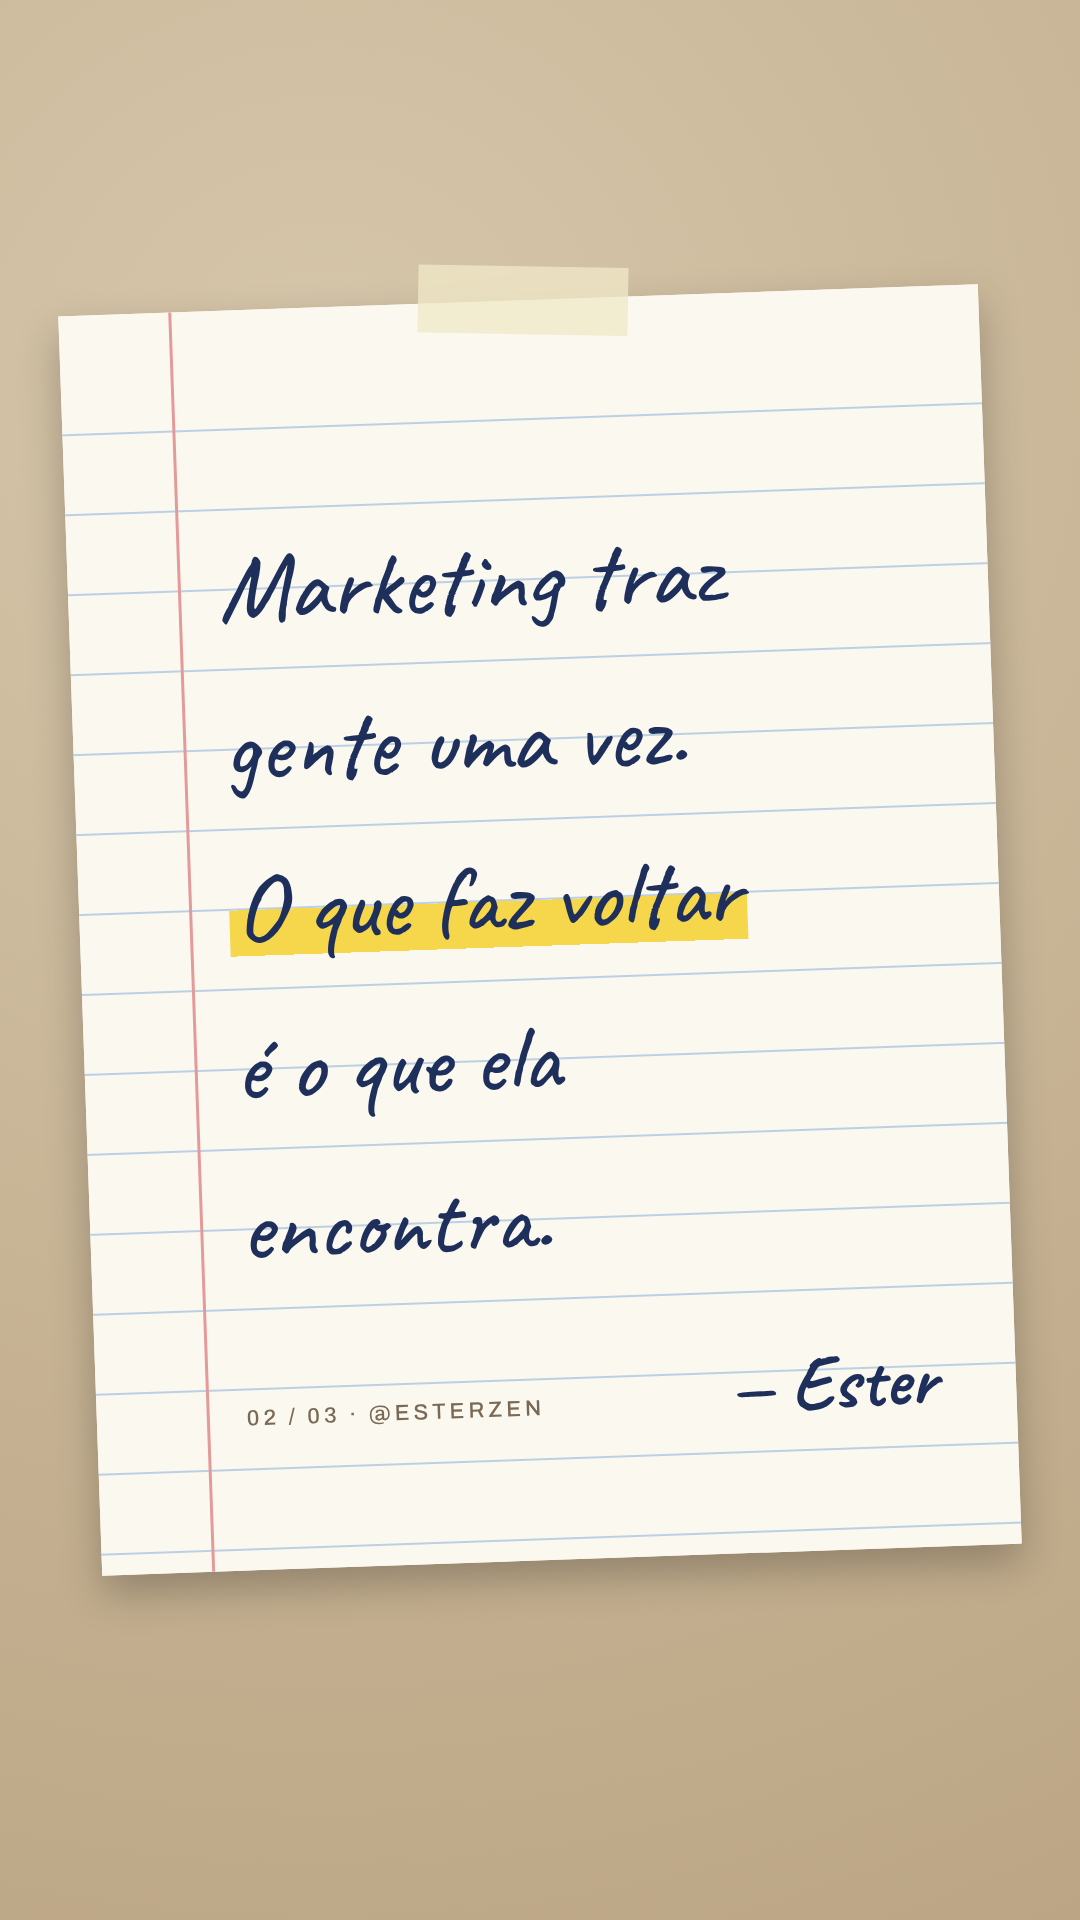 Marketing traz
gente uma vez.
O que faz voltar
é o que ela
encontra.
— Ester
02 / 03 · @ESTERZEN